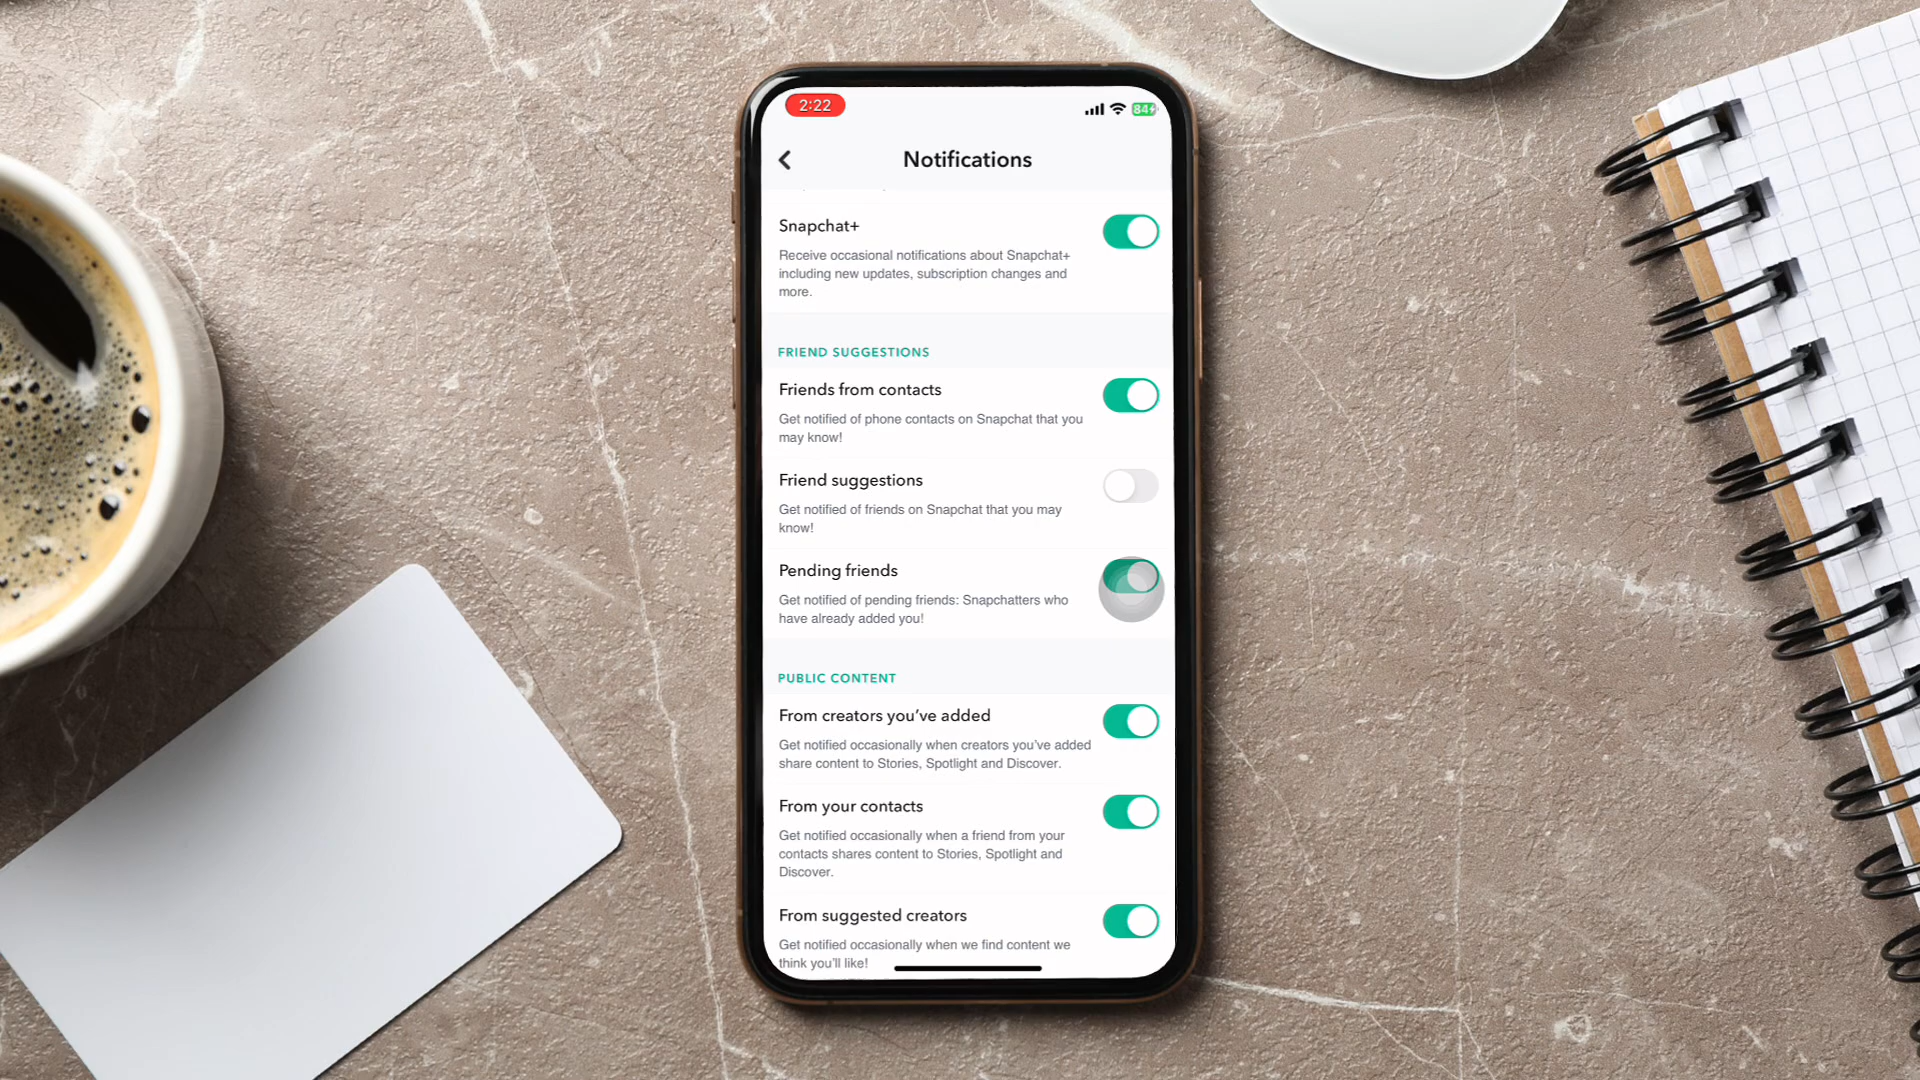 2:22
84
Notifications
Snapchat+
Receive occasional notifications about Snapchat+
including new updates, subscription changes and
more.
FRIEND SUGGESTIONS
Friends from contacts
Get notified of phone contacts on Snapchat that you
may know!
Friend suggestions
Get notified of friends on Snapchat that you may
know!
Pending friends
Get notified of pending friends: Snapchatters who
have already added you!
PUBLIC CONTENT
From creators you’ve added
Get notified occasionally when creators you’ve added
share content to Stories, Spotlight and Discover.
From your contacts
Get notified occasionally when a friend from your
contacts shares content to Stories, Spotlight and
Discover.
From suggested creators
Get notified occasionally when we find content we
think you’ll like!